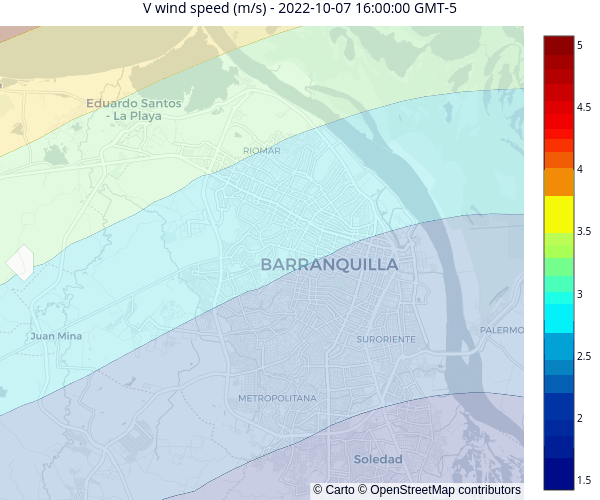 V wind speed (m/s) - 2022-10-07 16:00:00 GMT-5
5
Eduardo Santos
- La Playa
4.5
RIOMAR
4
3.5
BARRANQUILLA
3
Juan Mina
SURORIENTE
PALERMO
2.5
METROPOLITANA
2
Soledad
1.5
© Carto © OpenStreetMap contributors